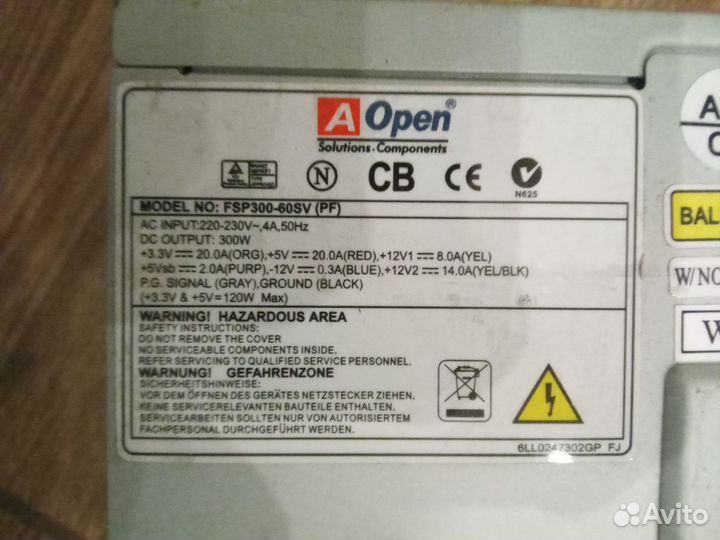 A Open®
Solutions.Components
N
CB CE
N625
MODEL NO: FSP300-60SV (PF)
AC INPUT:220-230V~,4A,50Hz
DC OUTPUT: 300W
+3.3V ⎓ 20.0A(ORG),+5V ⎓ 20.0A(RED),+12V1 ⎓ 8.0A(YEL)
+5Vsb ⎓ 2.0A(PURP),-12V ⎓ 0.3A(BLUE),+12V2 ⎓ 14.0A(YEL/BLK)
P.G. SIGNAL (GRAY),GROUND (BLACK)
(+3.3V & +5V=120W Max)
WARNING! HAZARDOUS AREA
SAFETY INSTRUCTIONS:
DO NOT REMOVE THE COVER
NO SERVICEABLE COMPONENTS INSIDE.
REFER SERVICING TO QUALIFIED SERVICE PERSONNEL.
WARNUNG! GEFAHRENZONE
SICHERHEITSHINWEISE:
VOR DEM ÖFFNEN DES GERÄTES NETZSTECKER ZIEHEN.
KEINE SERVICERELEVANTEN BAUTEILE ENTHALTEN.
SERVICEARBEITEN SOLLTEN NUR VON AUTORISIERTEM
FACHPERSONAL DURCHGEFÜHRT WERDEN.
6LL0247302GP FJ
A
C
BAL
W/NO
W
Avito